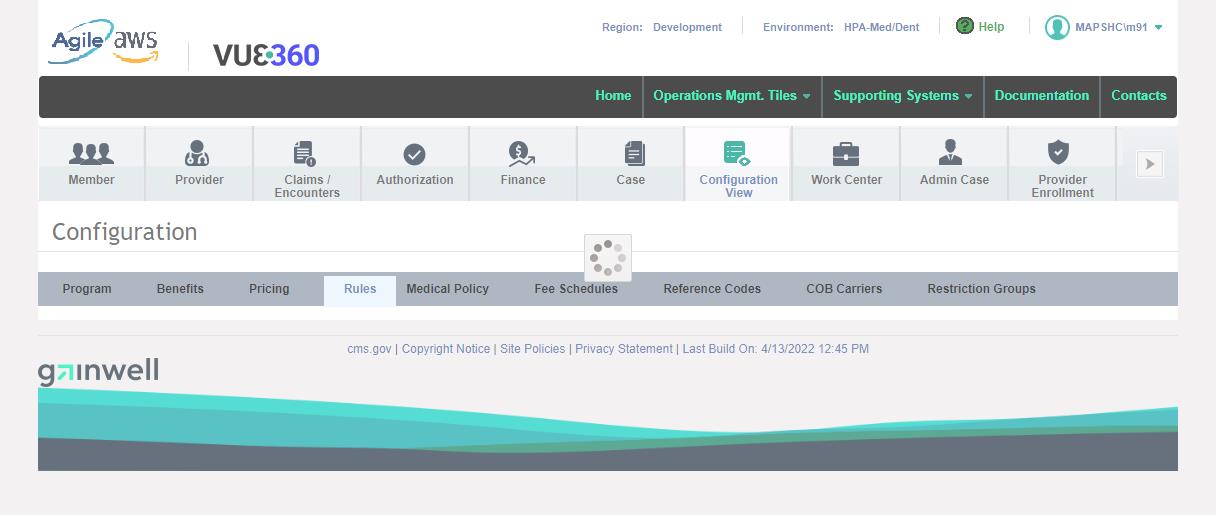 Agile aws
VUE360
Region: Development
Environment: HPA-Med/Dent
Help
MAPSHC\m91
Home
Operations Mgmt. Tiles
Supporting Systems
Documentation
Contacts
Member
Provider
Claims /
Encounters
Authorization
Finance
Case
Configuration
View
Work Center
Admin Case
Provider
Enrollment
Configuration
Program
Benefits
Pricing
Rules
Medical Policy
Fee Schedules
Reference Codes
COB Carriers
Restriction Groups
cms.gov | Copyright Notice | Site Policies | Privacy Statement | Last Build On: 4/13/2022 12:45 PM
gainwell